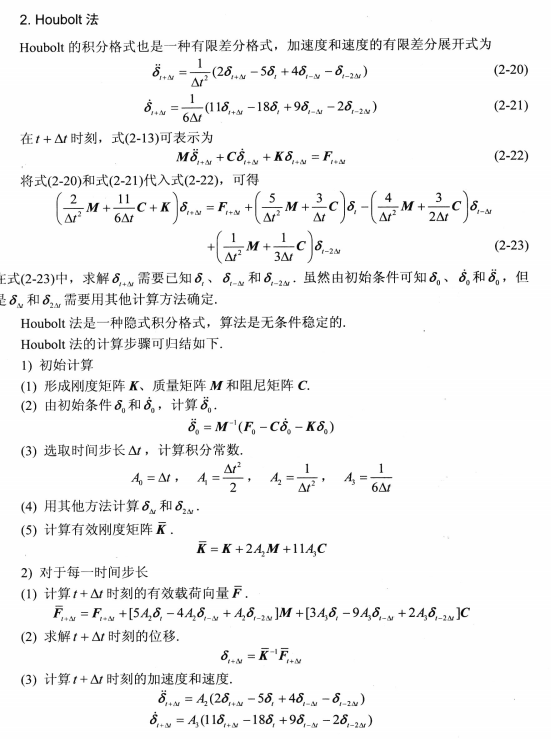 2. Houbolt 法
Houbolt 的积分格式也是一种有限差分格式，加速度和速度的有限差分展开式为
$\ddot{\boldsymbol{\delta}}_{t+\Delta t} = \frac{1}{\Delta t^2}(2\boldsymbol{\delta}_{t+\Delta t} - 5\boldsymbol{\delta}_t + 4\boldsymbol{\delta}_{t-\Delta t} - \boldsymbol{\delta}_{t-2\Delta t})$ (2-20)
$\dot{\boldsymbol{\delta}}_{t+\Delta t} = \frac{1}{6\Delta t}(11\boldsymbol{\delta}_{t+\Delta t} - 18\boldsymbol{\delta}_t + 9\boldsymbol{\delta}_{t-\Delta t} - 2\boldsymbol{\delta}_{t-2\Delta t})$ (2-21)
在 $t+\Delta t$ 时刻，式(2-13)可表示为
$\boldsymbol{M}\ddot{\boldsymbol{\delta}}_{t+\Delta t} + \boldsymbol{C}\dot{\boldsymbol{\delta}}_{t+\Delta t} + \boldsymbol{K}\boldsymbol{\delta}_{t+\Delta t} = \boldsymbol{F}_{t+\Delta t}$ (2-22)
将式(2-20)和式(2-21)代入式(2-22)，可得
$\left(\frac{2}{\Delta t^2}\boldsymbol{M} + \frac{11}{6\Delta t}\boldsymbol{C} + \boldsymbol{K}\right)\boldsymbol{\delta}_{t+\Delta t} = \boldsymbol{F}_{t+\Delta t} + \left(\frac{5}{\Delta t^2}\boldsymbol{M} + \frac{3}{\Delta t}\boldsymbol{C}\right)\boldsymbol{\delta}_t - \left(\frac{4}{\Delta t^2}\boldsymbol{M} + \frac{3}{2\Delta t}\boldsymbol{C}\right)\boldsymbol{\delta}_{t-\Delta t}$
$+ \left(\frac{1}{\Delta t^2}\boldsymbol{M} + \frac{1}{3\Delta t}\boldsymbol{C}\right)\boldsymbol{\delta}_{t-2\Delta t}$ (2-23)
在式(2-23)中，求解 $\boldsymbol{\delta}_{t+\Delta t}$ 需要已知 $\boldsymbol{\delta}_t$、$\boldsymbol{\delta}_{t-\Delta t}$ 和 $\boldsymbol{\delta}_{t-2\Delta t}$. 虽然由初始条件可知 $\boldsymbol{\delta}_0$、$\dot{\boldsymbol{\delta}}_0$ 和 $\ddot{\boldsymbol{\delta}}_0$，但
是 $\boldsymbol{\delta}_{\Delta t}$ 和 $\boldsymbol{\delta}_{2\Delta t}$ 需要用其他计算方法确定.
Houbolt 法是一种隐式积分格式，算法是无条件稳定的.
Houbolt 法的计算步骤可归结如下.
1) 初始计算
(1) 形成刚度矩阵 $\boldsymbol{K}$、质量矩阵 $\boldsymbol{M}$ 和阻尼矩阵 $\boldsymbol{C}$.
(2) 由初始条件 $\boldsymbol{\delta}_0$ 和 $\dot{\boldsymbol{\delta}}_0$，计算 $\ddot{\boldsymbol{\delta}}_0$.
$\ddot{\boldsymbol{\delta}}_0 = \boldsymbol{M}^{-1}(\boldsymbol{F}_0 - \boldsymbol{C}\dot{\boldsymbol{\delta}}_0 - \boldsymbol{K}\boldsymbol{\delta}_0)$
(3) 选取时间步长 $\Delta t$，计算积分常数.
$A_0 = \Delta t$，$A_1 = \frac{\Delta t^2}{2}$，$A_2 = \frac{1}{\Delta t^2}$，$A_3 = \frac{1}{6\Delta t}$
(4) 用其他方法计算 $\boldsymbol{\delta}_{\Delta t}$ 和 $\boldsymbol{\delta}_{2\Delta t}$.
(5) 计算有效刚度矩阵 $\overline{\boldsymbol{K}}$.
$\overline{\boldsymbol{K}} = \boldsymbol{K} + 2A_2\boldsymbol{M} + 11A_3\boldsymbol{C}$
2) 对于每一时间步长
(1) 计算 $t+\Delta t$ 时刻的有效载荷向量 $\overline{\boldsymbol{F}}$.
$\overline{\boldsymbol{F}}_{t+\Delta t} = \boldsymbol{F}_{t+\Delta t} + [5A_2\boldsymbol{\delta}_t - 4A_2\boldsymbol{\delta}_{t-\Delta t} + A_2\boldsymbol{\delta}_{t-2\Delta t}]\boldsymbol{M} + [3A_3\boldsymbol{\delta}_t - 9A_3\boldsymbol{\delta}_{t-\Delta t} + 2A_3\boldsymbol{\delta}_{t-2\Delta t}]\boldsymbol{C}$
(2) 求解 $t+\Delta t$ 时刻的位移.
$\boldsymbol{\delta}_{t+\Delta t} = \overline{\boldsymbol{K}}^{-1}\overline{\boldsymbol{F}}_{t+\Delta t}$
(3) 计算 $t+\Delta t$ 时刻的加速度和速度.
$\ddot{\boldsymbol{\delta}}_{t+\Delta t} = A_2(2\boldsymbol{\delta}_{t+\Delta t} - 5\boldsymbol{\delta}_t + 4\boldsymbol{\delta}_{t-\Delta t} - \boldsymbol{\delta}_{t-2\Delta t})$
$\dot{\boldsymbol{\delta}}_{t+\Delta t} = A_3(11\boldsymbol{\delta}_{t+\Delta t} - 18\boldsymbol{\delta}_t + 9\boldsymbol{\delta}_{t-\Delta t} - 2\boldsymbol{\delta}_{t-2\Delta t})$